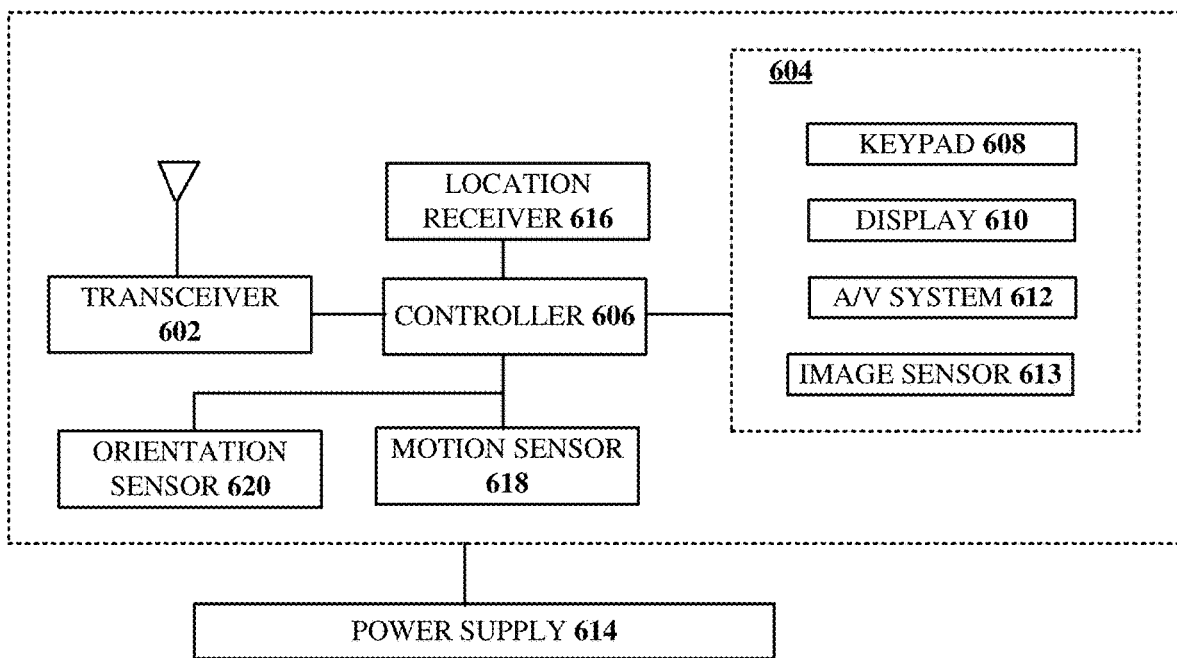 604
KEYPAD 608
DISPLAY 610
A/V SYSTEM 612
IMAGE SENSOR 613
LOCATION
RECEIVER 616
TRANSCEIVER
602
CONTROLLER 606
ORIENTATION
SENSOR 620
MOTION SENSOR
618
POWER SUPPLY 614